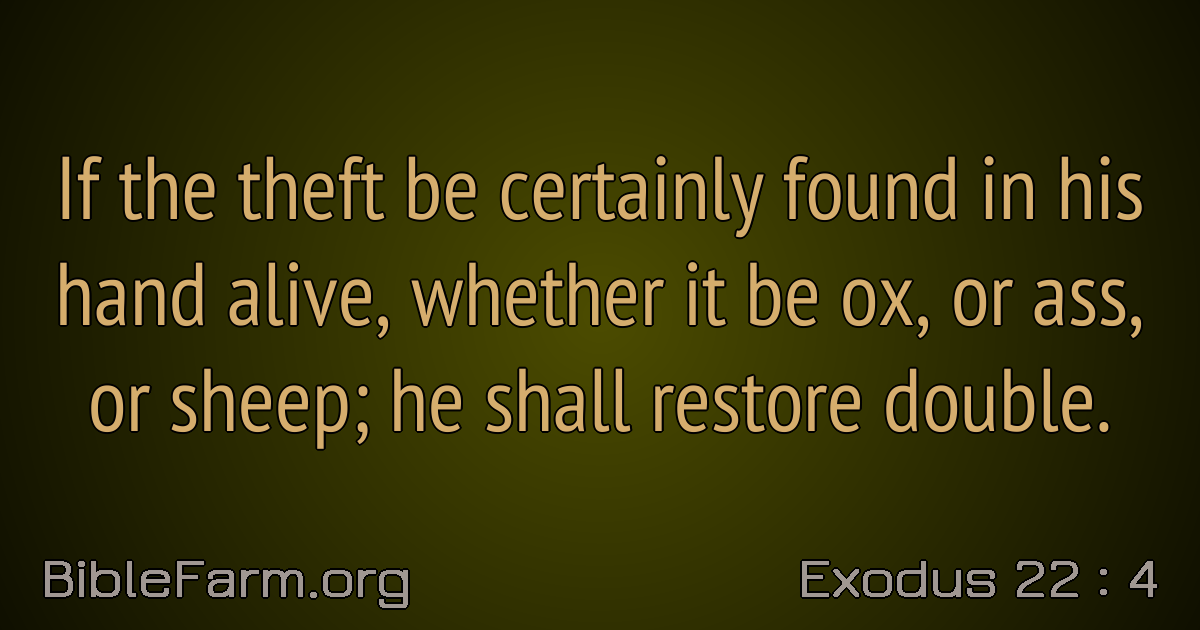 If the theft be certainly found in his
hand alive, whether it be ox, or ass,
or sheep; he shall restore double.
BibleFarm.org
Exodus 22 : 4